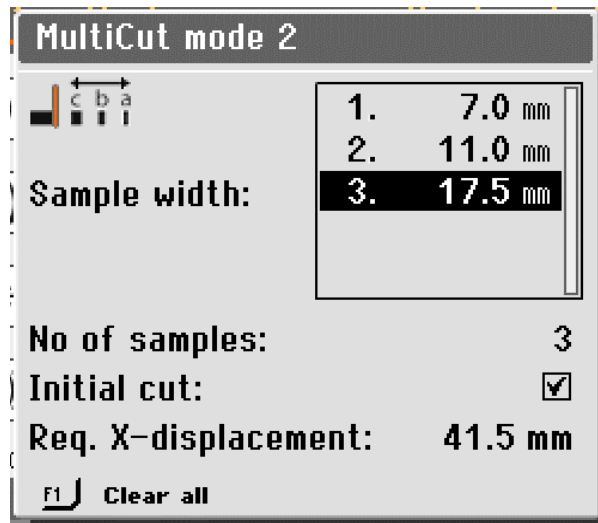 MultiCut mode 2
c b a
1. 7.0 mm
2. 11.0 mm
Sample width: 3. 17.5 mm
No of samples: 3
Initial cut:
Req. X-displacement: 41.5 mm
F1 Clear all